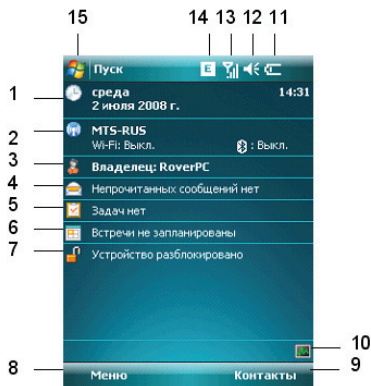 15 14 13 12 11
Пуск E
1 среда 14:31
2 июля 2008 г.
2 MTS-RUS
Wi-Fi: Выкл. : Выкл.
3 Владелец: RoverPC
4 Непрочитанных сообщений нет
5 Задач нет
6 Встречи не запланированы
7 Устройство разблокировано
10
8 Меню Контакты 9